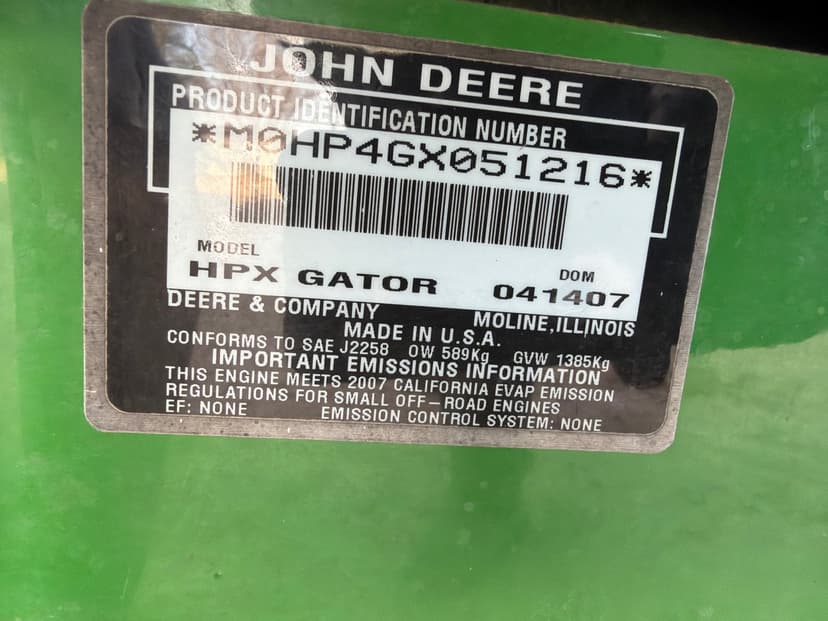 JOHN DEERE
PRODUCT IDENTIFICATION NUMBER
*M0HP4GX051216*
MODEL
DOM
HPX GATOR 041407
DEERE & COMPANY
MOLINE, ILLINOIS
MADE IN U.S.A.
CONFORMS TO SAE J2258 OW 589Kg GVW 1385Kg
IMPORTANT EMISSIONS INFORMATION
THIS ENGINE MEETS 2007 CALIFORNIA EVAP EMISSION
REGULATIONS FOR SMALL OFF-ROAD ENGINES
EF: NONE EMISSION CONTROL SYSTEM: NONE